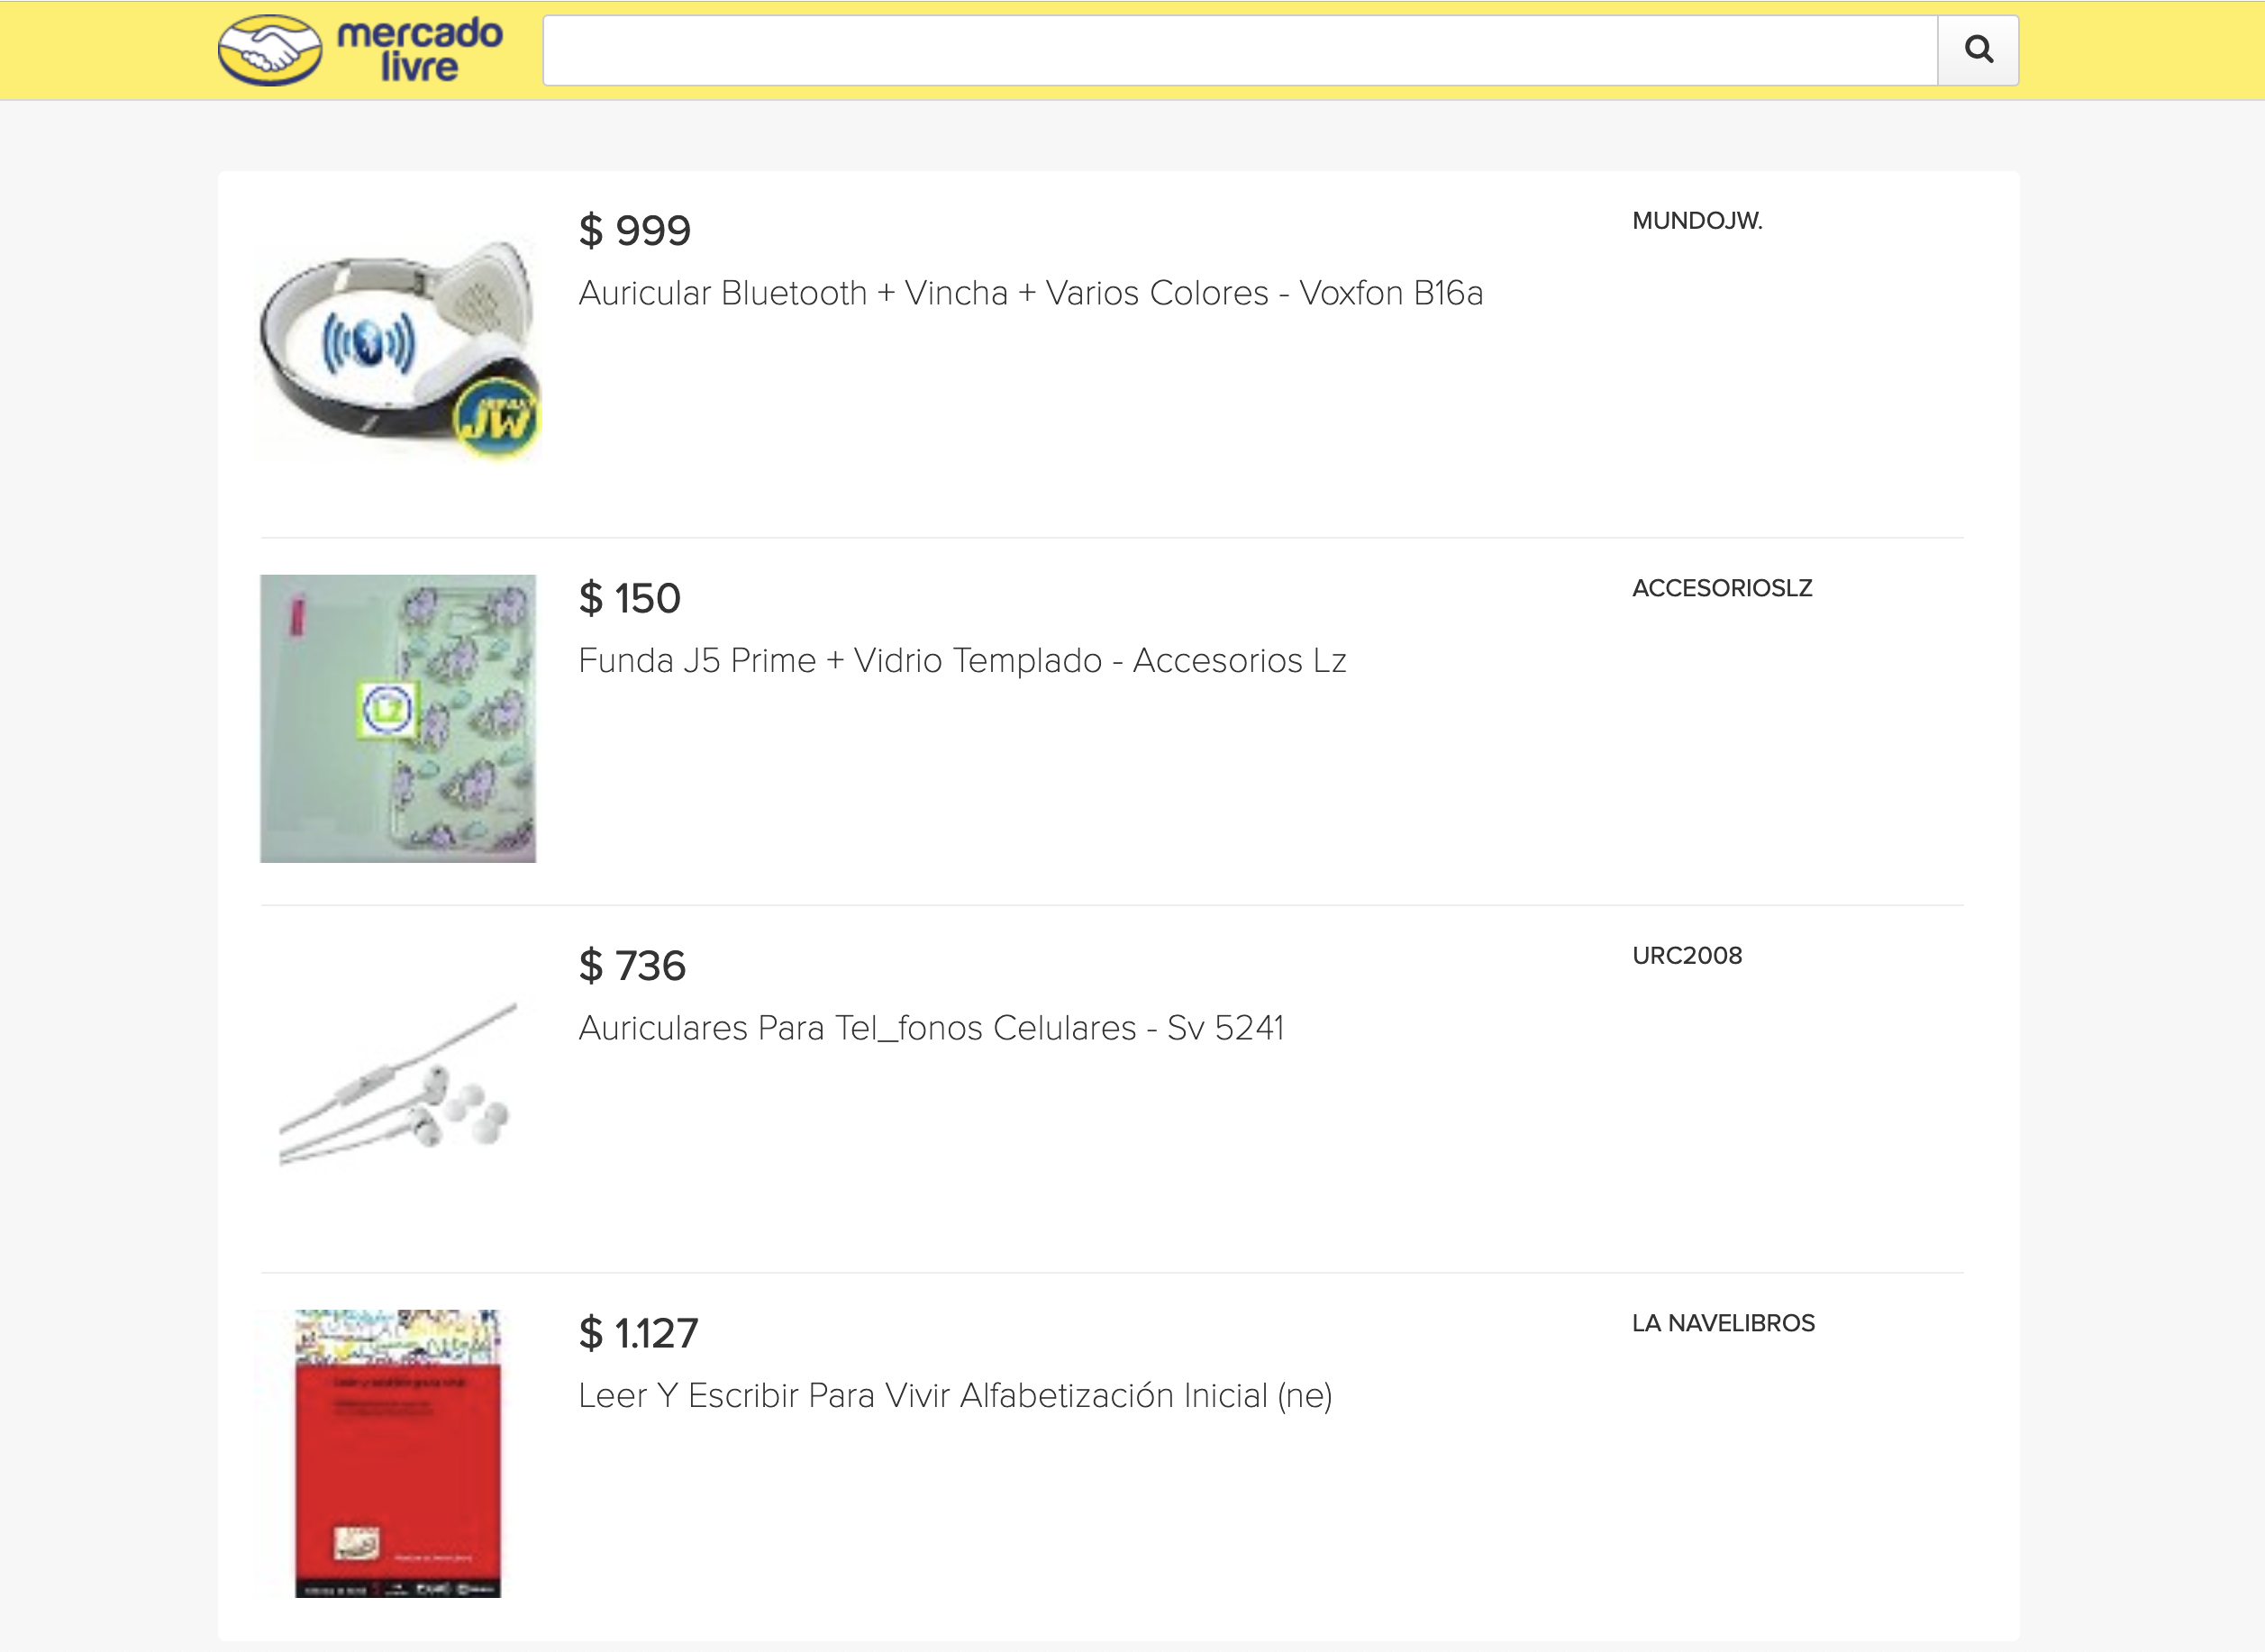 mercado
livre
$ 999
MUNDOJW.
Auricular Bluetooth + Vincha + Varios Colores - Voxfon B16a
JW
$ 150
ACCESORIOSLZ
Funda J5 Prime + Vidrio Templado - Accesorios Lz
LZ
$ 736
URC2008
Auriculares Para Tel_fonos Celulares - Sv 5241
$ 1.127
LA NAVELIBROS
Leer Y Escribir Para Vivir Alfabetización Inicial (ne)